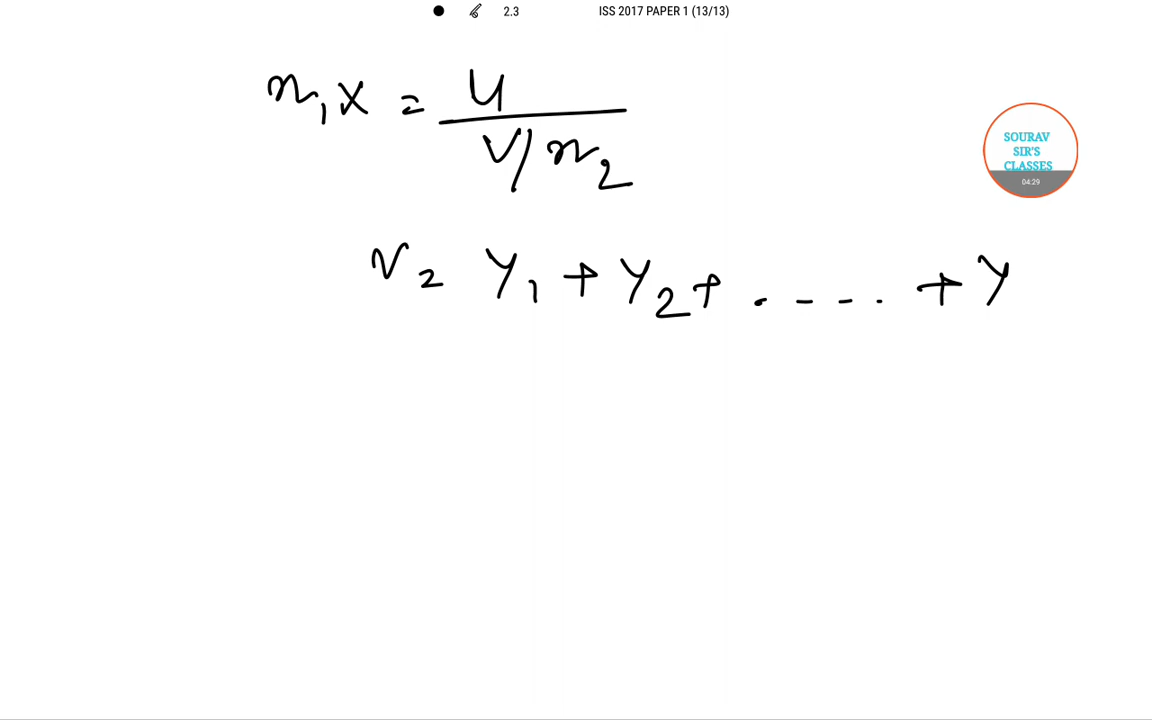 2.3 ISS 2017 PAPER 1 (13/13)
n₁X = U / (V/n₂)
SOURAV
SIR'S
CLASSES
04:29
V = Y₁ + Y₂ + ..... + Y